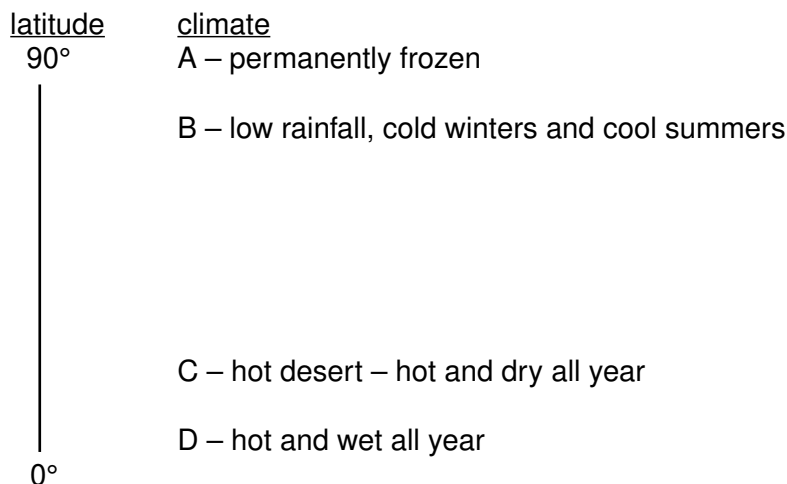 latitude climate
90° A – permanently frozen
B – low rainfall, cold winters and cool summers
C – hot desert – hot and dry all year
D – hot and wet all year
0°